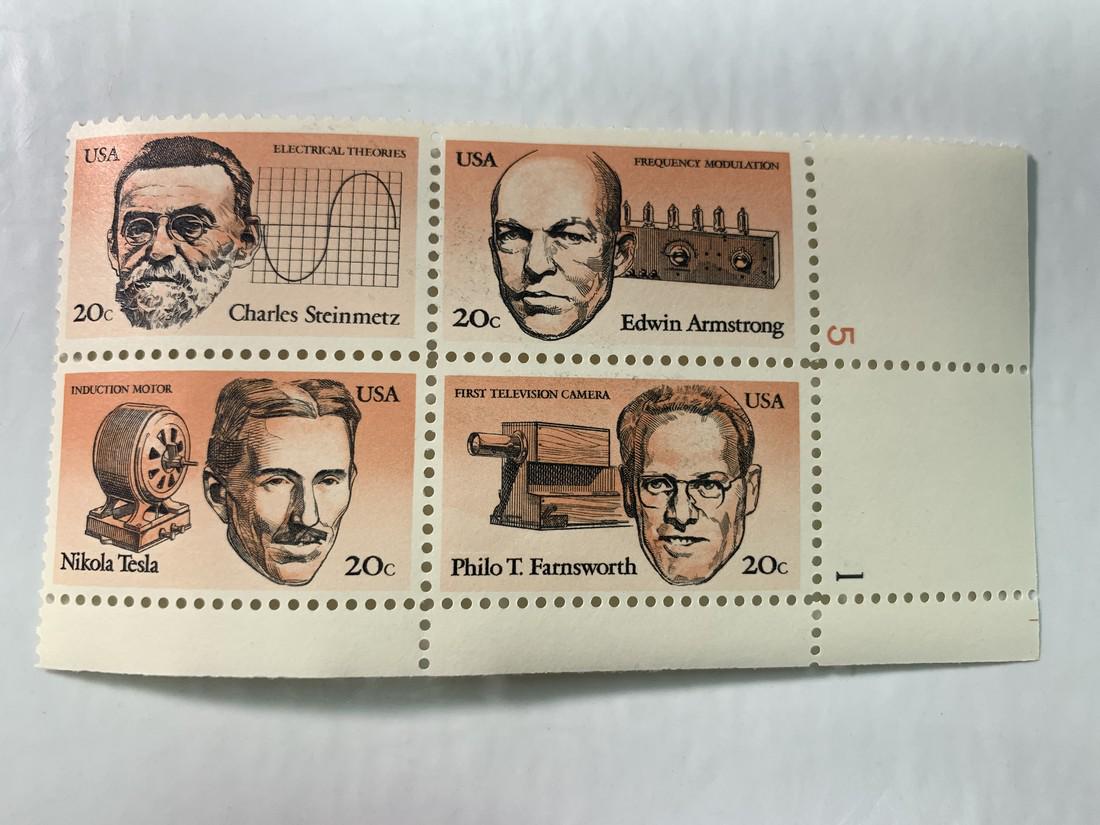 USA
ELECTRICAL THEORIES
20c
Charles Steinmetz
USA
FREQUENCY MODULATION
20c
Edwin Armstrong
5
INDUCTION MOTOR
USA
Nikola Tesla
20c
FIRST TELEVISION CAMERA
USA
Philo T. Farnsworth
20c
1